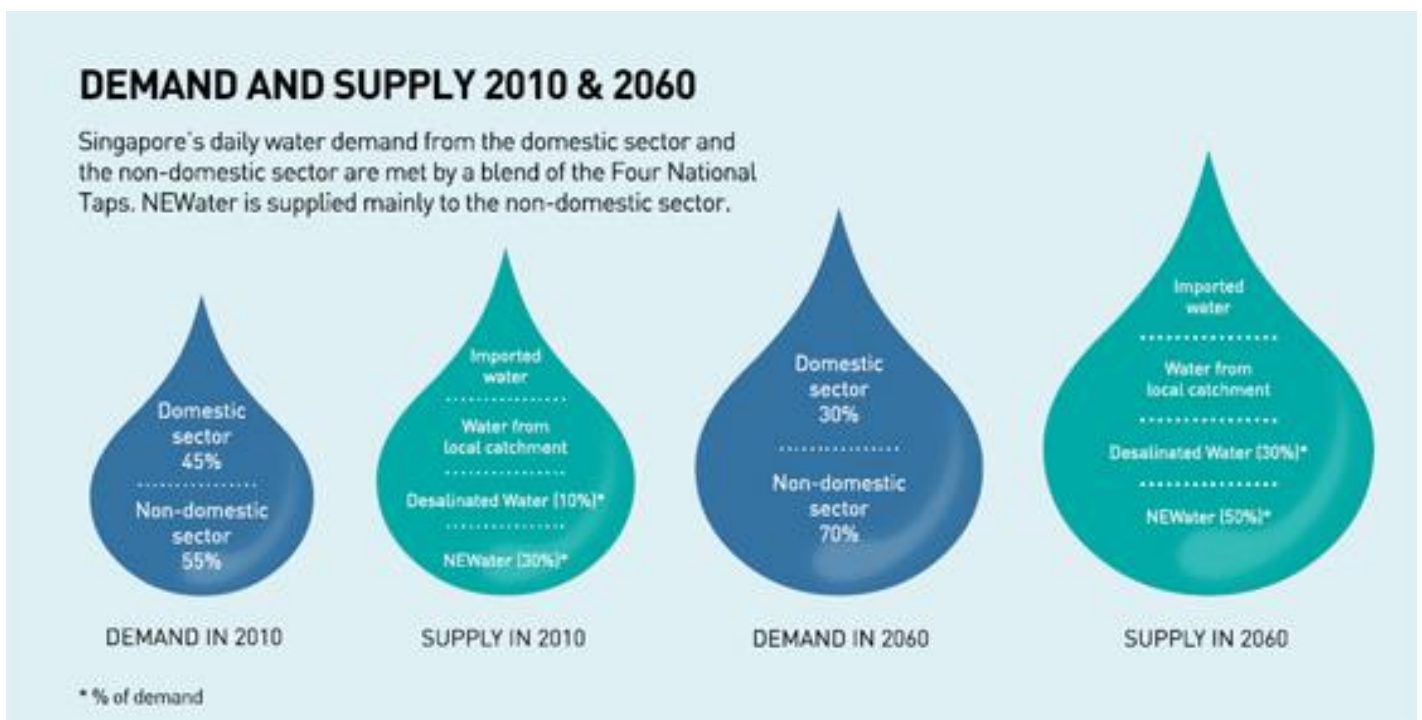 DEMAND AND SUPPLY 2010 & 2060
Singapore's daily water demand from the domestic sector and
the non-domestic sector are met by a blend of the Four National
Taps. NEWater is supplied mainly to the non-domestic sector.
Domestic
sector
45%
Non-domestic
sector
55%
DEMAND IN 2010
Imported
water
Water from
local catchment
Desalinated Water (10%)*
NEWater (30%)*
SUPPLY IN 2010
Domestic
sector
30%
Non-domestic
sector
70%
DEMAND IN 2060
Imported
water
Water from
local catchment
Desalinated Water (30%)*
NEWater (50%)*
SUPPLY IN 2060
* % of demand